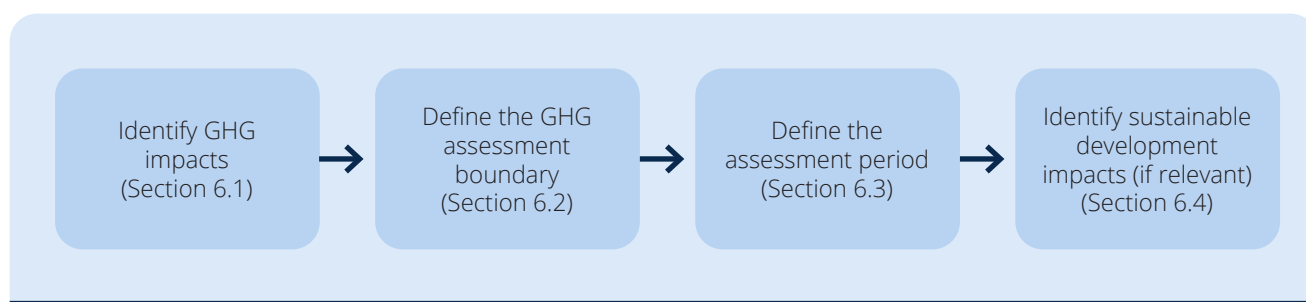 Identify GHG
impacts
(Section 6.1)
Define the GHG
assessment
boundary
(Section 6.2)
Define the
assessment period
(Section 6.3)
Identify sustainable
development
impacts (if relevant)
(Section 6.4)